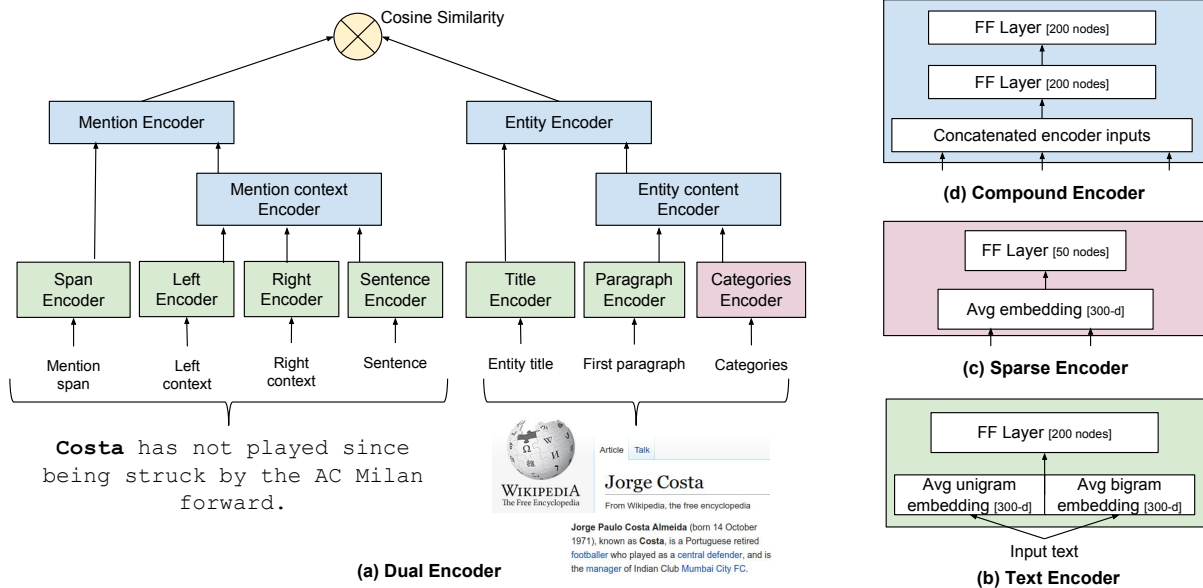 Cosine Similarity
Mention Encoder
Entity Encoder
Mention context
Encoder
Entity content
Encoder
Span
Encoder
Left
Encoder
Right
Encoder
Sentence
Encoder
Title
Encoder
Paragraph
Encoder
Categories
Encoder
Mention
span
Left
context
Right
context
Sentence
Entity title
First paragraph
Categories
Costa has not played since
being struck by the AC Milan
forward.
WIKIPEDIA
The Free Encyclopedia
Article Talk
Jorge Costa
From Wikipedia, the free encyclopedia
Jorge Paulo Costa Almeida (born 14 October
1971), known as Costa, is a Portuguese retired
footballer who played as a central defender, and is
the manager of Indian Club Mumbai City FC.
(a) Dual Encoder
FF Layer [200 nodes]
FF Layer [200 nodes]
Concatenated encoder inputs
(d) Compound Encoder
FF Layer [50 nodes]
Avg embedding [300-d]
(c) Sparse Encoder
FF Layer [200 nodes]
Avg unigram
embedding [300-d]
Avg bigram
embedding [300-d]
Input text
(b) Text Encoder